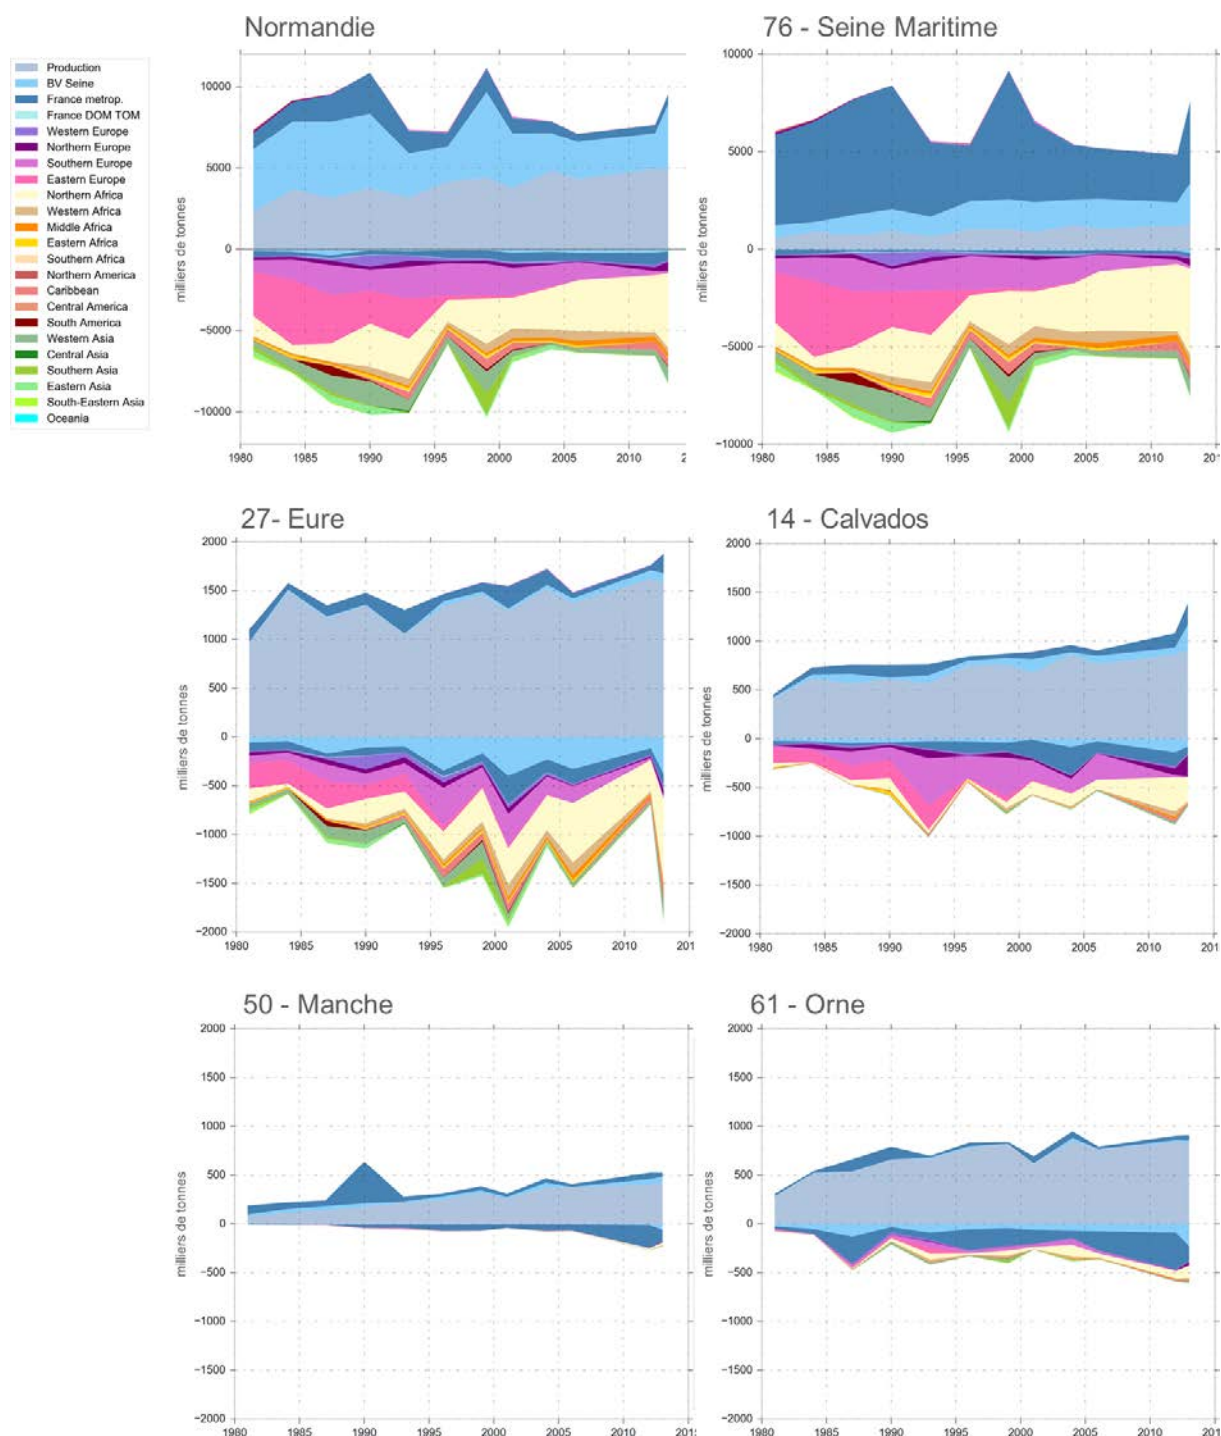 Normandie
76 - Seine Maritime
Production
BV Seine
France metrop.
France DOM TOM
Western Europe
Northern Europe
Southern Europe
Eastern Europe
Northern Africa
Western Africa
Middle Africa
Eastern Africa
Southern Africa
Northern America
Caribbean
Central America
South America
Western Asia
Central Asia
Southern Asia
Eastern Asia
South-Eastern Asia
Oceania
milliers de tonnes
10000
5000
0
−5000
−10000
1980 1985 1990 1995 2000 2005 2010 2
milliers de tonnes
10000
5000
0
−5000
−10000
1980 1985 1990 1995 2000 2005 2010 201
27- Eure
14 - Calvados
milliers de tonnes
2000
1500
1000
500
0
−500
−1000
−1500
−2000
1980 1985 1990 1995 2000 2005 2010 201
milliers de tonnes
2000
1500
1000
500
0
−500
−1000
−1500
−2000
1980 1985 1990 1995 2000 2005 2010 201
50 - Manche
61 - Orne
milliers de tonnes
2000
1500
1000
500
0
−500
−1000
−1500
−2000
1980 1985 1990 1995 2000 2005 2010 201
milliers de tonnes
2000
1500
1000
500
0
−500
−1000
−1500
−2000
1980 1985 1990 1995 2000 2005 2010 201